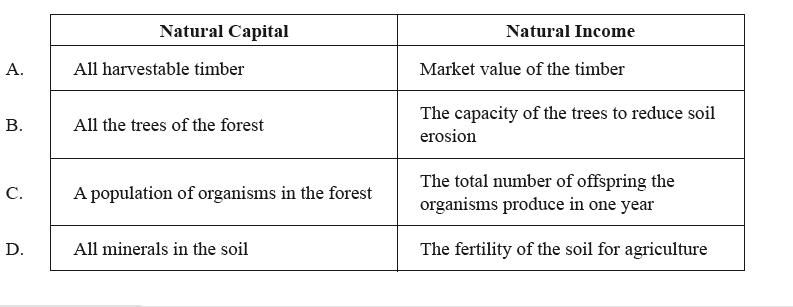 Natural Capital Natural Income
A. All harvestable timber Market value of the timber
B. All the trees of the forest The capacity of the trees to reduce soil
erosion
C. A population of organisms in the forest The total number of offspring the
organisms produce in one year
D. All minerals in the soil The fertility of the soil for agriculture